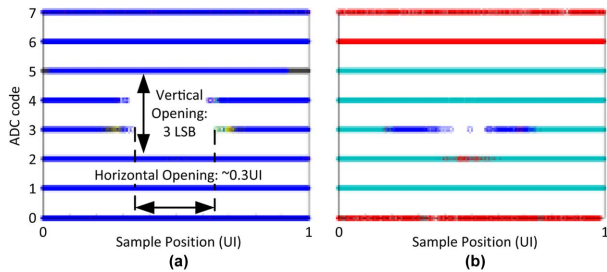 7
6
5
4
3
2
1
0
ADC code
Vertical
Opening:
3 LSB
Horizontal Opening: ~0.3UI
0 1
Sample Position (UI)
(a)
0 1
Sample Position (UI)
(b)